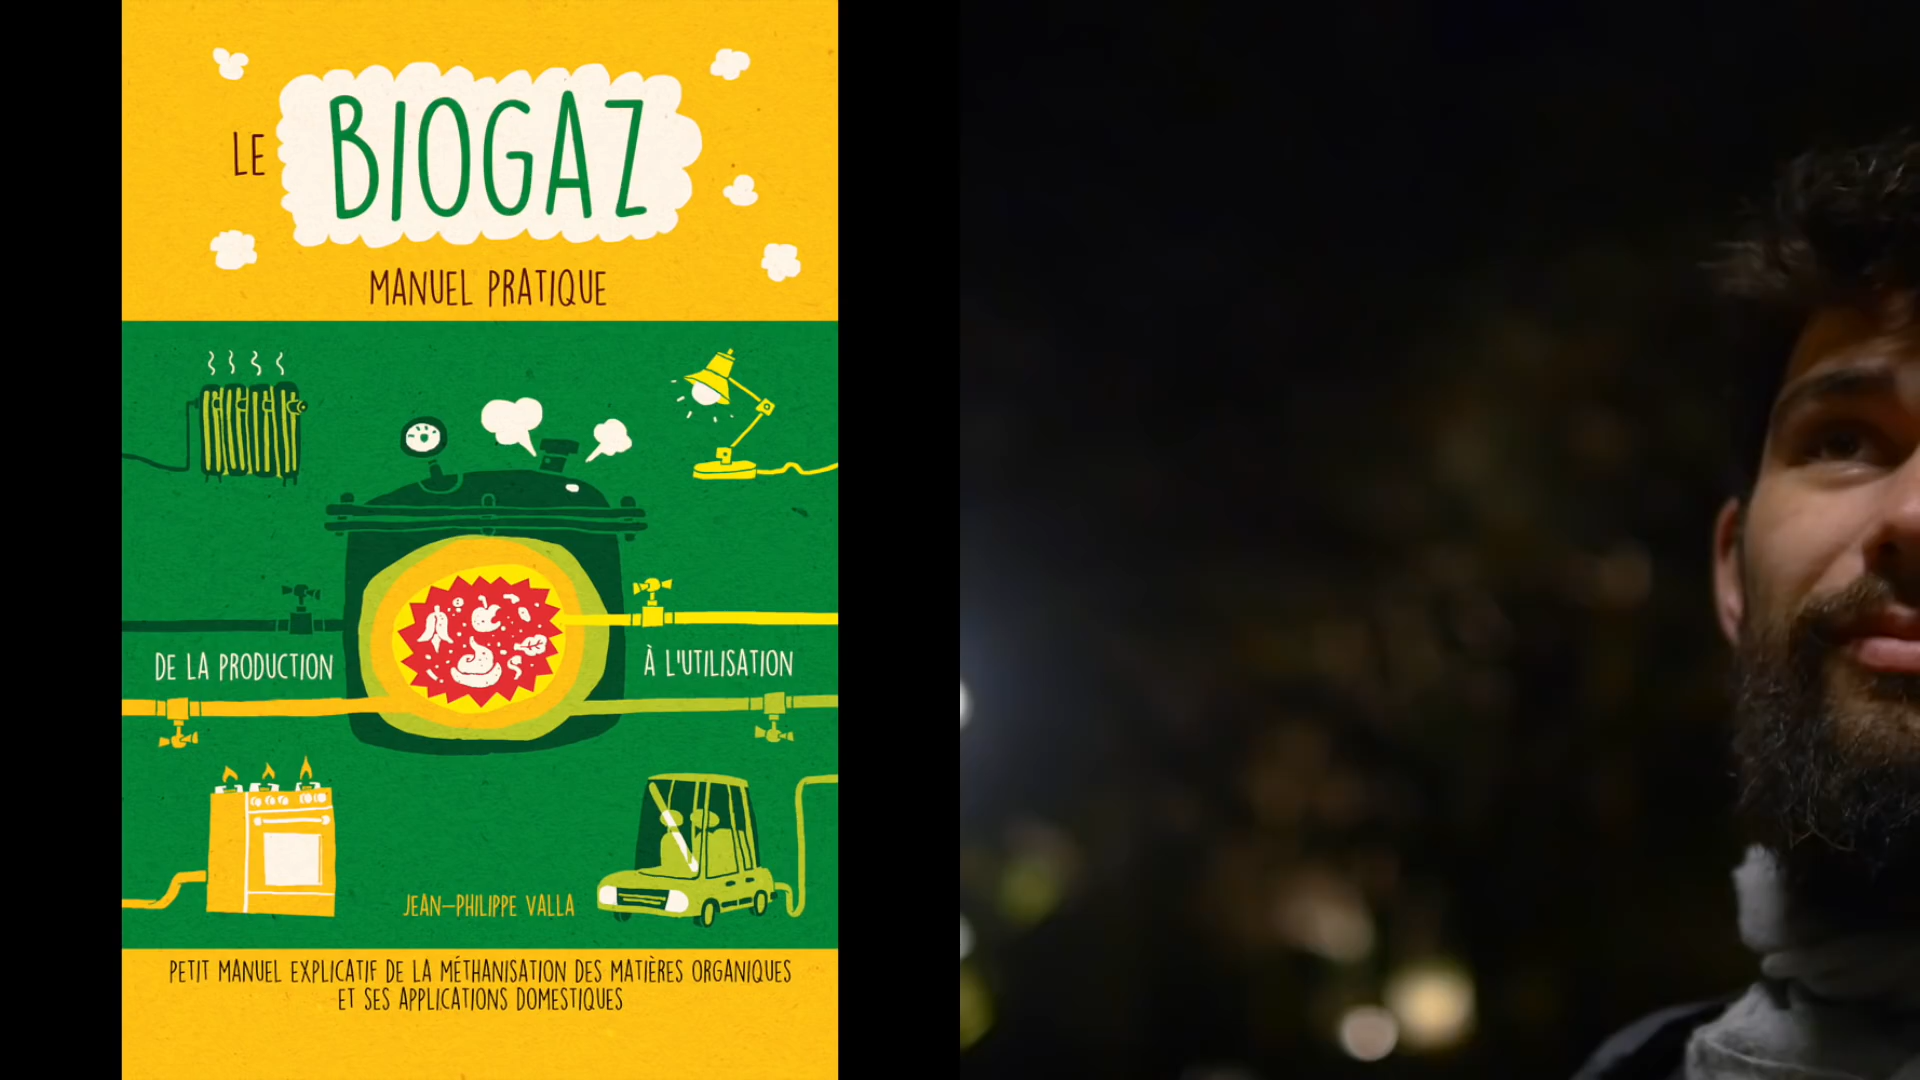 LE BIOGAZ
MANUEL PRATIQUE
DE LA PRODUCTION
À L'UTILISATION
JEAN-PHILIPPE VALLA
PETIT MANUEL EXPLICATIF DE LA MÉTHANISATION DES MATIÈRES ORGANIQUES
ET SES APPLICATIONS DOMESTIQUES